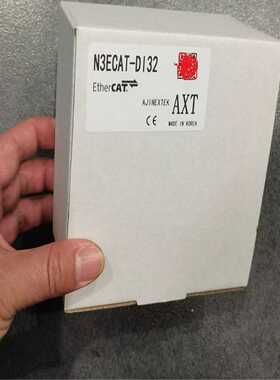 N3ECAT-DI32
EtherCAT
AJINEXTEK AXT
CE MADE IN KOREA